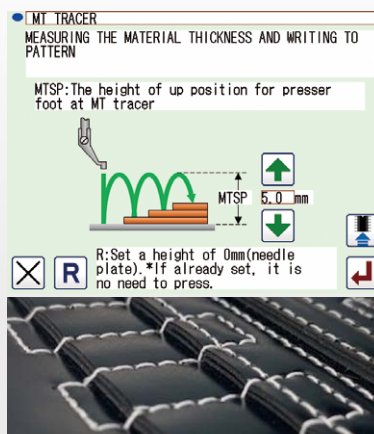 MT TRACER
MEASURING THE MATERIAL THICKNESS AND WRITING TO
PATTERN
MTSP:The height of up position for presser
foot at MT tracer
MTSP 5.0 mm
R:Set a height of 0mm(needle
plate).*If already set, it is
no need to press.
R